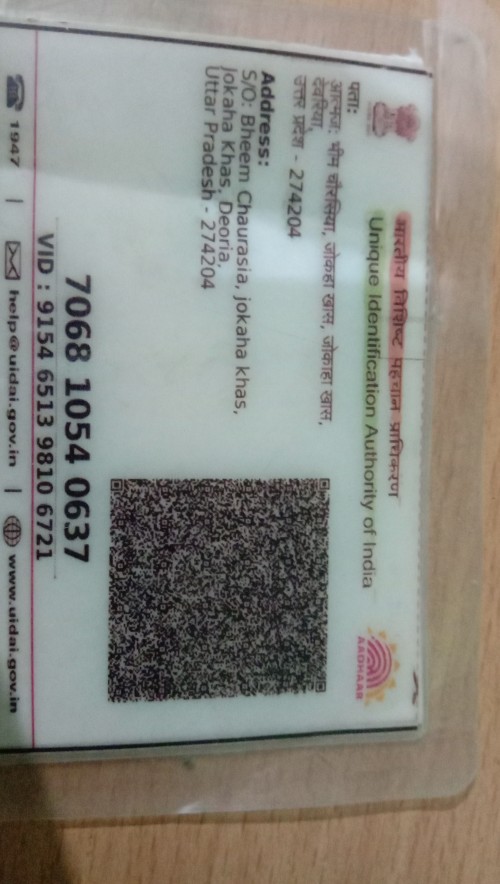 भारतीय विशिष्ट पहचान प्राधिकरण
Unique Identification Authority of India
AADHAAR
पता:
आत्मज: भीम चौरसिया, जोकहा खास, जोकाहा खास,
देवरिया,
उत्तर प्रदेश - 274204
Address:
S/O: Bheem Chaurasia, jokaha khas,
Jokaha Khas, Deoria,
Uttar Pradesh - 274204
7068 1054 0637
VID : 9154 6513 9810 6721
1947 | help@uidai.gov.in | www.uidai.gov.in